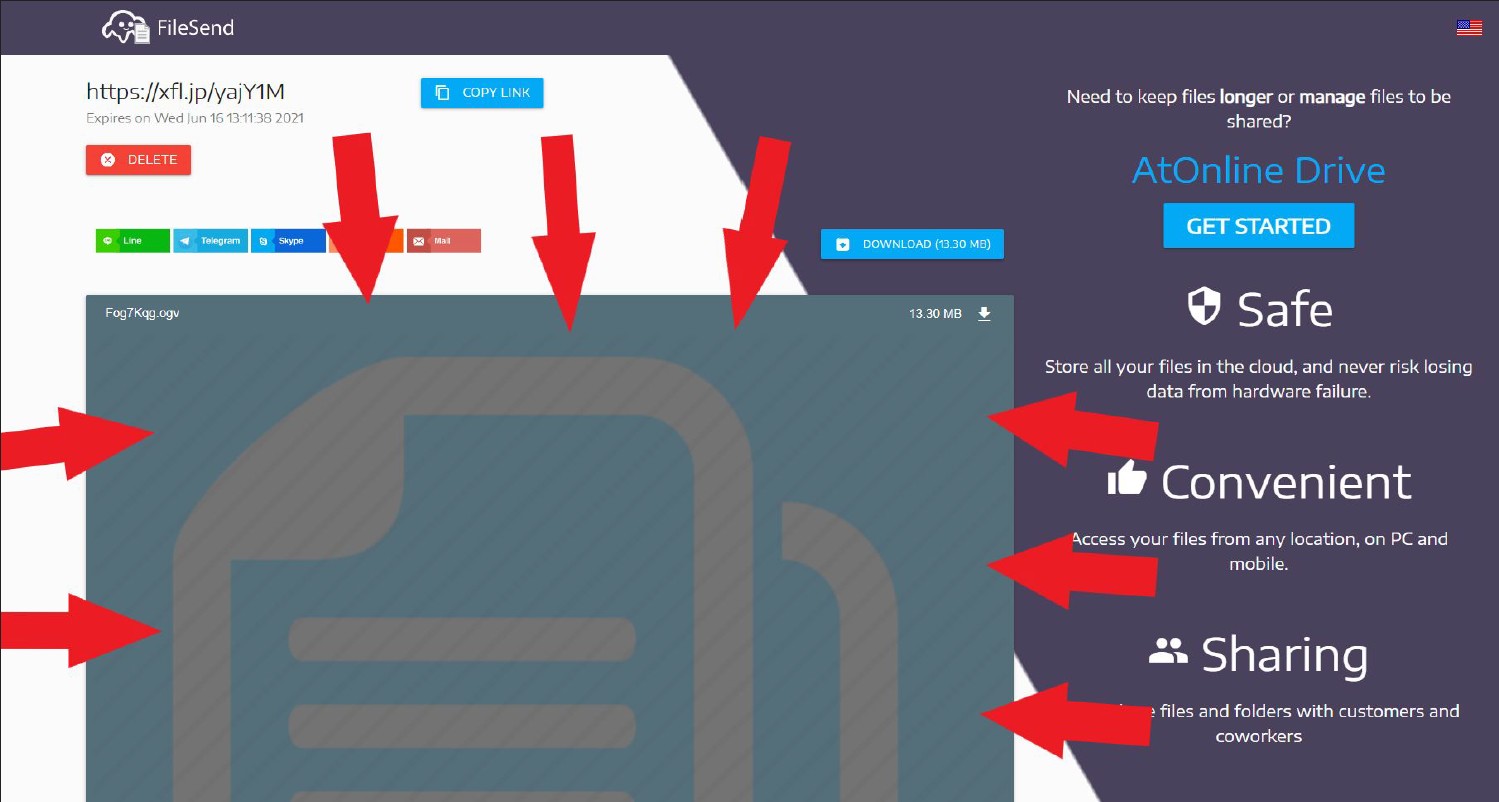 FileSend
https://xfl.jp/yajY1M
COPY LINK
Expires on Wed Jun 16 13:11:38 2021
DELETE
Line
Telegram
Skype
Mail
DOWNLOAD (13.30 MB)
Fog7Kqg.ogv
13.30 MB
Need to keep files longer or manage files to be
shared?
AtOnline Drive
GET STARTED
Safe
Store all your files in the cloud, and never risk losing
data from hardware failure.
Convenient
Access your files from any location, on PC and
mobile.
Sharing
files and folders with customers and
coworkers